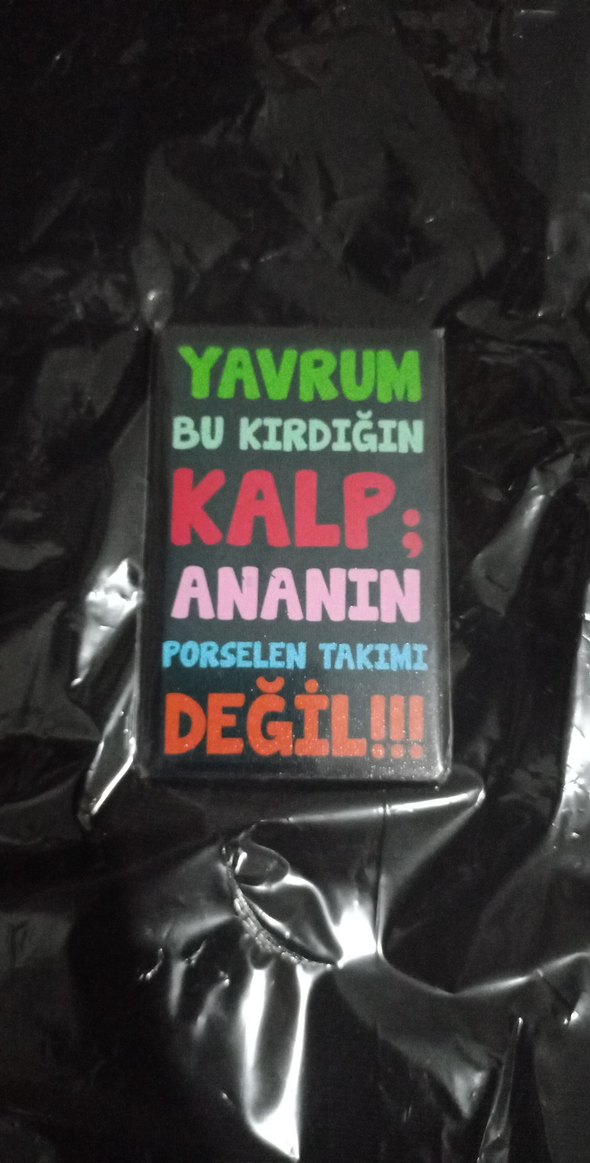 YAVRUM
BU KIRDIĞIN
KALP;
ANANIN
PORSELEN TAKIMI
DEĞİL!!!